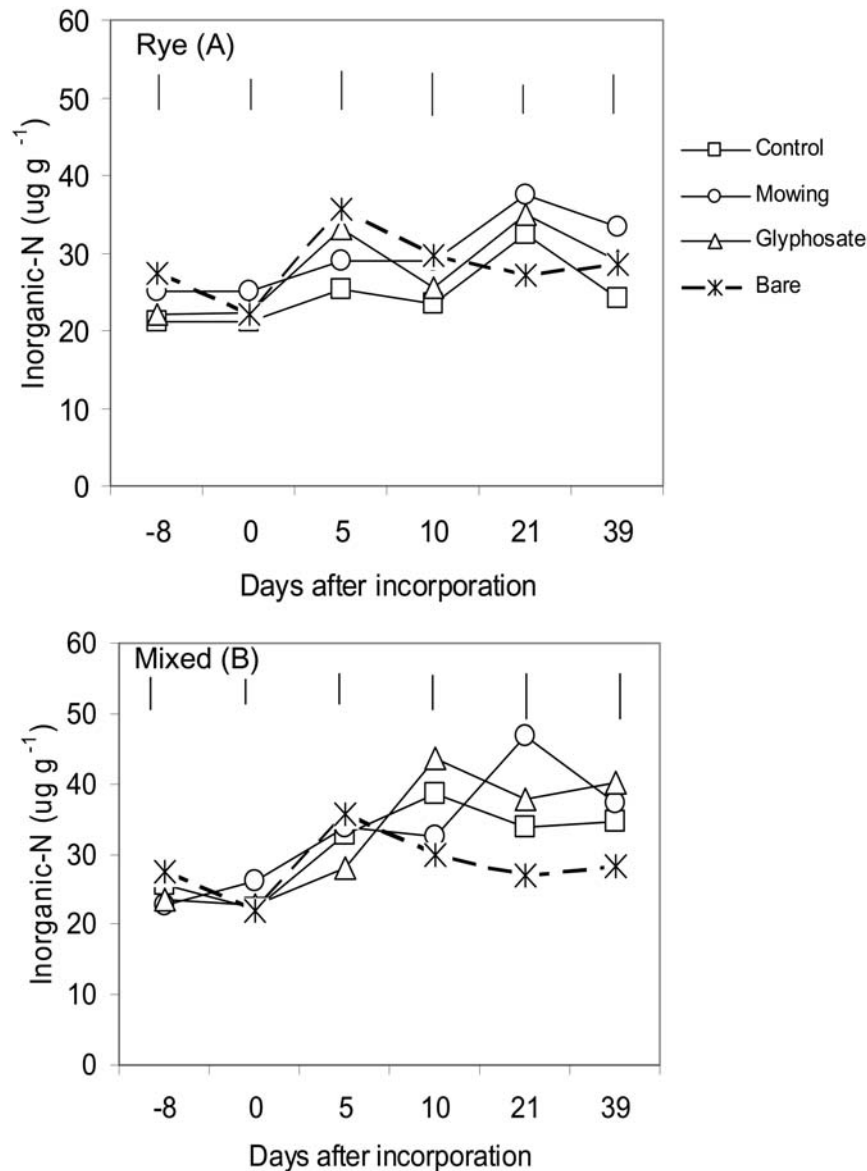 Rye (A)
60
50
40
30
20
10
0
Inorganic-N (ug g -1)
-8 0 5 10 21 39
Days after incorporation
Control
Mowing
Glyphosate
Bare
Mixed (B)
60
50
40
30
20
10
0
Inorganic-N (ug g -1)
-8 0 5 10 21 39
Days after incorporation